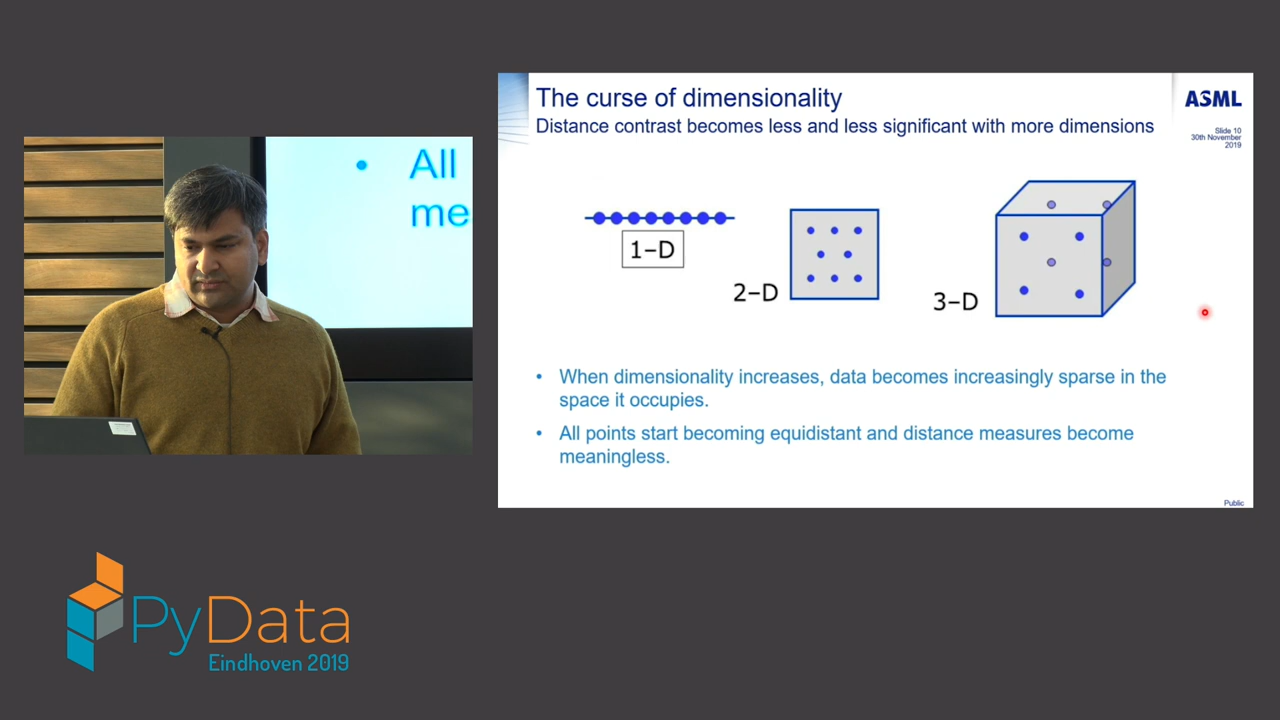 All
me
PyData
Eindhoven 2019
The curse of dimensionality
Distance contrast becomes less and less significant with more dimensions
ASML
Slide 10
30th November
2019
1-D
2-D
3-D
• When dimensionality increases, data becomes increasingly sparse in the
space it occupies.
• All points start becoming equidistant and distance measures become
meaningless.
Public